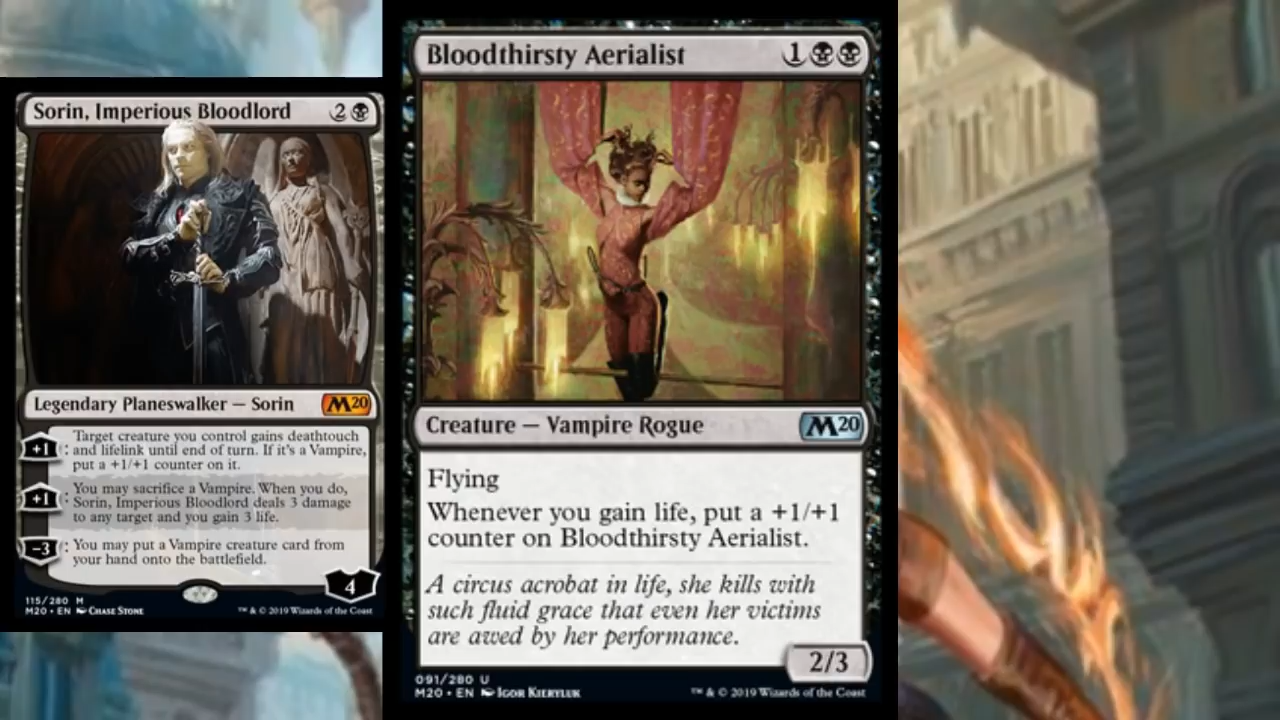 Sorin, Imperious Bloodlord 2
Legendary Planeswalker — Sorin M20
+1 : Target creature you control gains deathtouch
and lifelink until end of turn. If it's a Vampire,
put a +1/+1 counter on it.
+1 : You may sacrifice a Vampire. When you do,
Sorin, Imperious Bloodlord deals 3 damage
to any target and you gain 3 life.
−3 : You may put a Vampire creature card from
your hand onto the battlefield.
4
115/280 M
M20 • EN Chase Stone ™ & © 2019 Wizards of the Coast
Bloodthirsty Aerialist 1
Creature — Vampire Rogue M20
Flying
Whenever you gain life, put a +1/+1
counter on Bloodthirsty Aerialist.
A circus acrobat in life, she kills with
such fluid grace that even her victims
are awed by her performance.
2/3
091/280 U
M20 • EN Igor Kieryluk ™ & © 2019 Wizards of the Coast